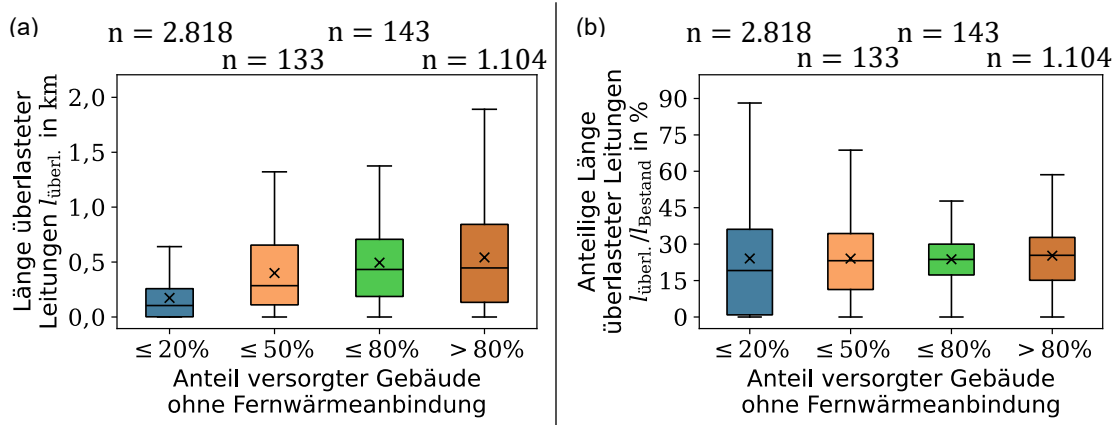 (a)
n = 2.818
n = 133
n = 143
n = 1.104
Länge überlasteter
Leitungen l_überl. in km
2,0
1,5
1,0
0,5
0,0
≤ 20%
≤ 50%
≤ 80%
> 80%
Anteil versorgter Gebäude
ohne Fernwärmeanbindung
(b)
n = 2.818
n = 133
n = 143
n = 1.104
Anteilige Länge
überlasteter Leitungen
l_überl./l_Bestand in %
90
75
60
45
30
15
0
≤ 20%
≤ 50%
≤ 80%
> 80%
Anteil versorgter Gebäude
ohne Fernwärmeanbindung